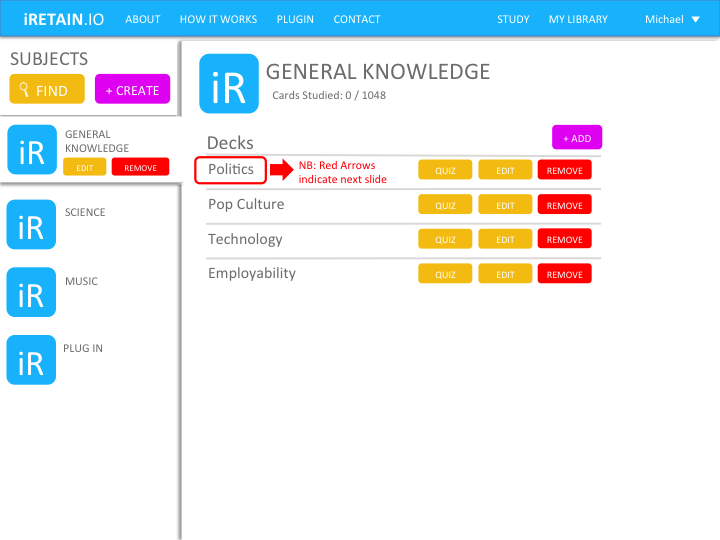 iRETAIN.IO ABOUT HOW IT WORKS PLUGIN CONTACT STUDY MY LIBRARY Michael
SUBJECTS
FIND + CREATE
iR GENERAL
KNOWLEDGE
EDIT REMOVE
iR SCIENCE
iR MUSIC
iR PLUG IN
iR GENERAL KNOWLEDGE
Cards Studied: 0 / 1048
Decks + ADD
Politics NB: Red Arrows
indicate next slide
QUIZ EDIT REMOVE
Pop Culture QUIZ EDIT REMOVE
Technology QUIZ EDIT REMOVE
Employability QUIZ EDIT REMOVE